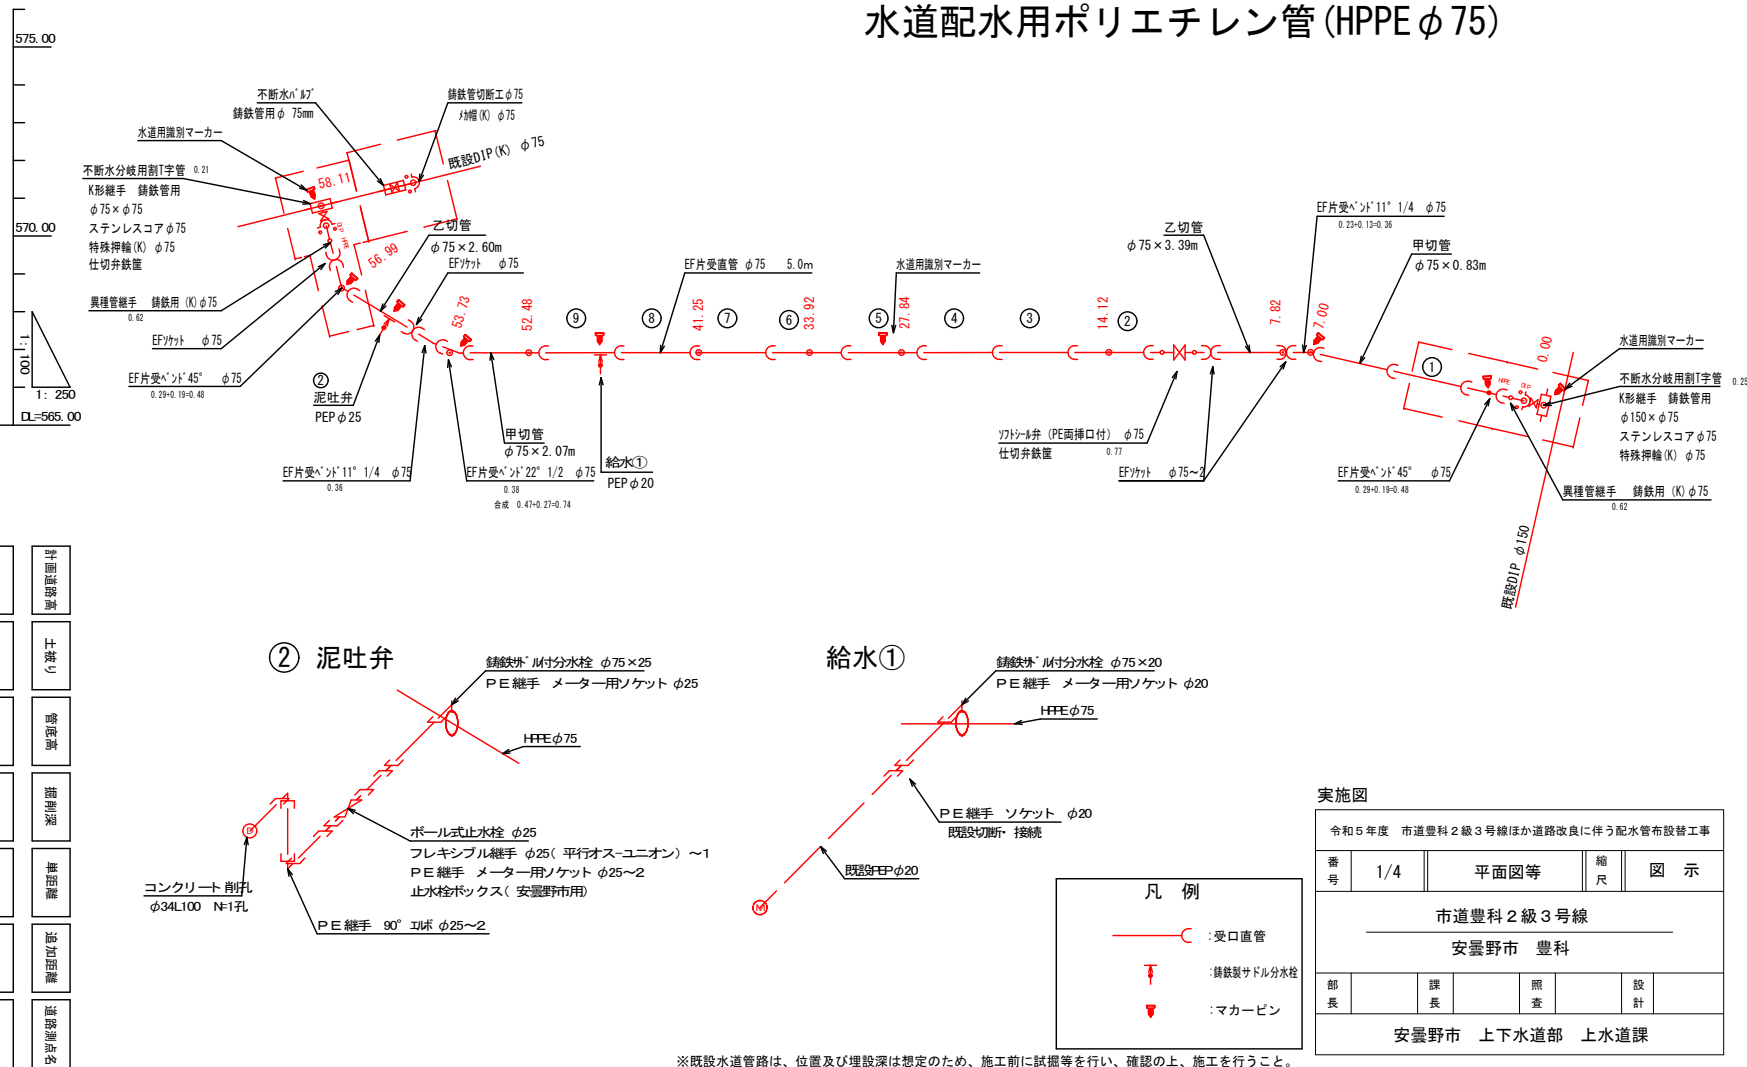 水道配水用ポリエチレン管(HPPEφ75)
575.00
570.00
1:100
1: 250
DL=565.00
不断水バルブ
鋳鉄管用φ 75mm
鋳鉄管切断工φ75
メカ帽(K) φ75
水道用識別マーカー
既設DIP(K) φ75
不断水分岐用割T字管 0.21
K形継手 鋳鉄管用
φ75×φ75
ステンレスコアφ75
特殊押輪(K) φ75
仕切弁鉄筐
58.11
DIP HPPE
56.99
乙切管
φ75×2.60m
EFソケット φ75
異種管継手 鋳鉄用 (K)φ75
0.62
EFソケット φ75
EF片受ベンド45° φ75
0.29+0.19=0.48
②
泥吐弁
PEPφ25
53.73
52.48
⑨
⑧
41.25
⑦
⑥
33.92
⑤
27.84
④
③
14.12
②
7.82
7.00
①
0.00
EF片受直管 φ75 5.0m
水道用識別マーカー
乙切管
φ75×3.39m
EF片受ベンド11° 1/4 φ75
0.23+0.13=0.36
甲切管
φ75×0.83m
水道用識別マーカー
不断水分岐用割T字管 0.25
K形継手 鋳鉄管用
φ150×φ75
ステンレスコアφ75
特殊押輪(K) φ75
HPPE DIP
甲切管
φ75×2.07m
EF片受ベンド11° 1/4 φ75
0.36
EF片受ベンド22° 1/2 φ75
0.38
合成 0.47+0.27=0.74
給水①
PEPφ20
ソフトシール弁 (PE両挿口付) φ75
仕切弁鉄筐 0.77
EFソケット φ75～2
EF片受ベンド45° φ75
0.29+0.19=0.48
異種管継手 鋳鉄用 (K)φ75
0.62
既設DIP φ150
計画道路高
土被り
管底高
掘削深
単距離
追加距離
道路測点名
② 泥吐弁
鋳鉄サドル付分水栓 φ75×25
ＰＥ継手 メーター用ソケット φ25
HPPEφ75
ボール式止水栓 φ25
フレキシブル継手 φ25( 平行オス−ユニオン) ～1
ＰＥ継手 メーター用ソケット φ25～2
止水栓ボックス( 安曇野市用)
コンクリート削孔
φ34L100 N=1孔
ＰＥ継手 90° エルボ φ25～2
給水①
鋳鉄サドル付分水栓 φ75×20
ＰＥ継手 メーター用ソケット φ20
HPPEφ75
ＰＥ継手 ソケット φ20
既設切断・接続
既設PEPφ20
M
凡 例
:受口直管
:鋳鉄製サドル分水栓
:マカーピン
実施図
令和５年度 市道豊科２級３号線ほか道路改良に伴う配水管布設替工事
番号 1/4 平面図等 縮尺 図 示
市道豊科２級３号線
安曇野市 豊科
部長 課長 照査 設計
安曇野市 上下水道部 上水道課
※既設水道管路は、位置及び埋設深は想定のため、施工前に試掘等を行い、確認の上、施工を行うこと。